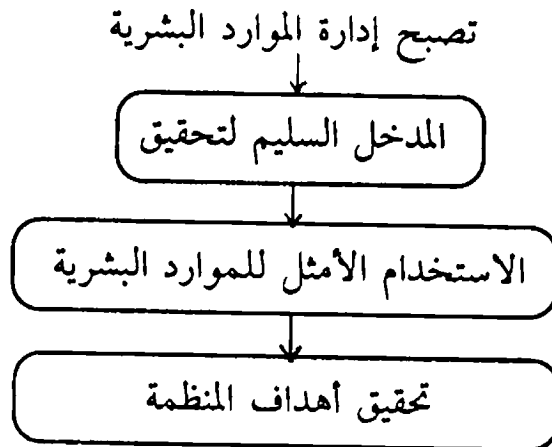 تصبح إدارة الموارد البشرية
المدخل السليم لتحقيق
الاستخدام الأمثل للموارد البشرية
تحقيق أهداف المنظمة